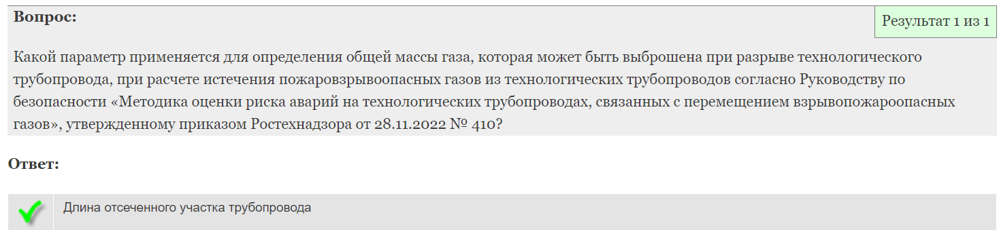 Вопрос:
Результат 1 из 1
Какой параметр применяется для определения общей массы газа, которая может быть выброшена при разрыве технологического
трубопровода, при расчете истечения пожаровзрывоопасных газов из технологических трубопроводов согласно Руководству по
безопасности «Методика оценки риска аварий на технологических трубопроводах, связанных с перемещением взрывопожароопасных
газов», утвержденному приказом Ростехнадзора от 28.11.2022 № 410?
Ответ:
Длина отсеченного участка трубопровода